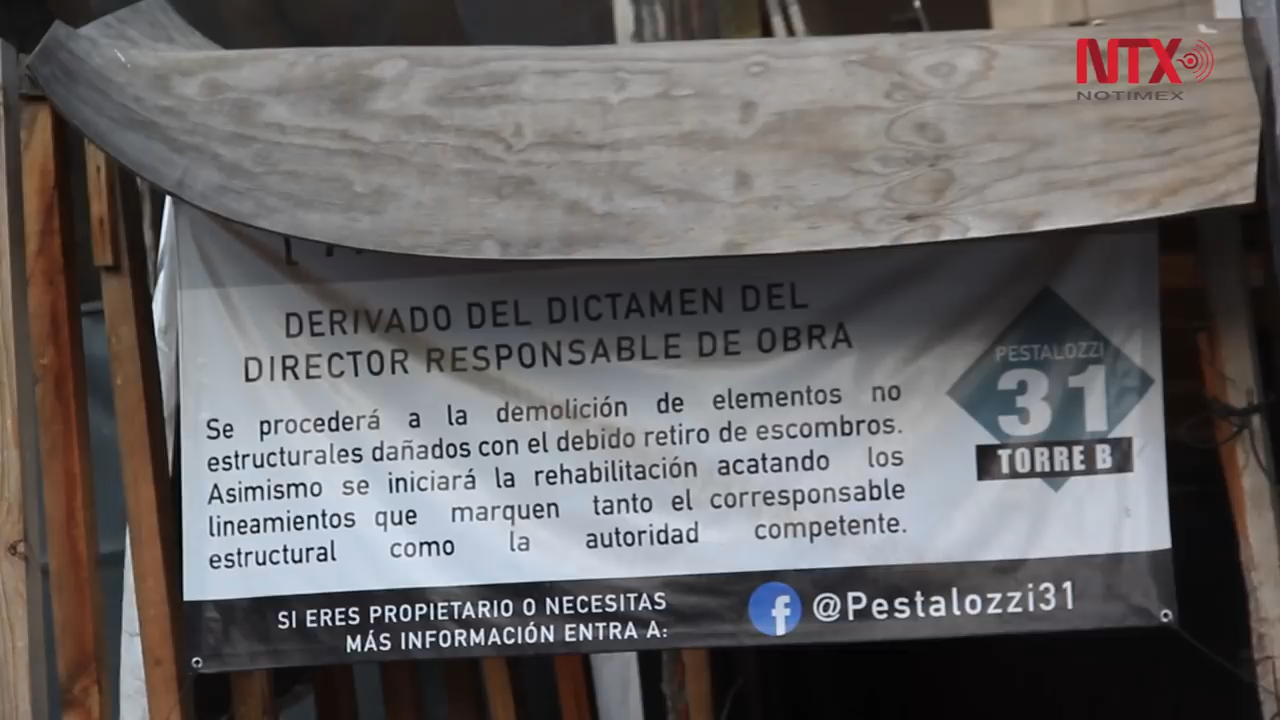 NTX
NOTIMEX
DERIVADO DEL DICTAMEN DEL
DIRECTOR RESPONSABLE DE OBRA
Se procederá a la demolición de elementos no
estructurales dañados con el debido retiro de escombros.
Asimismo se iniciará la rehabilitación acatando los
lineamientos que marquen tanto el corresponsable
estructural como la autoridad competente.
PESTALOZZI
31
TORRE B
SI ERES PROPIETARIO O NECESITAS
MÁS INFORMACIÓN ENTRA A:
f @Pestalozzi31